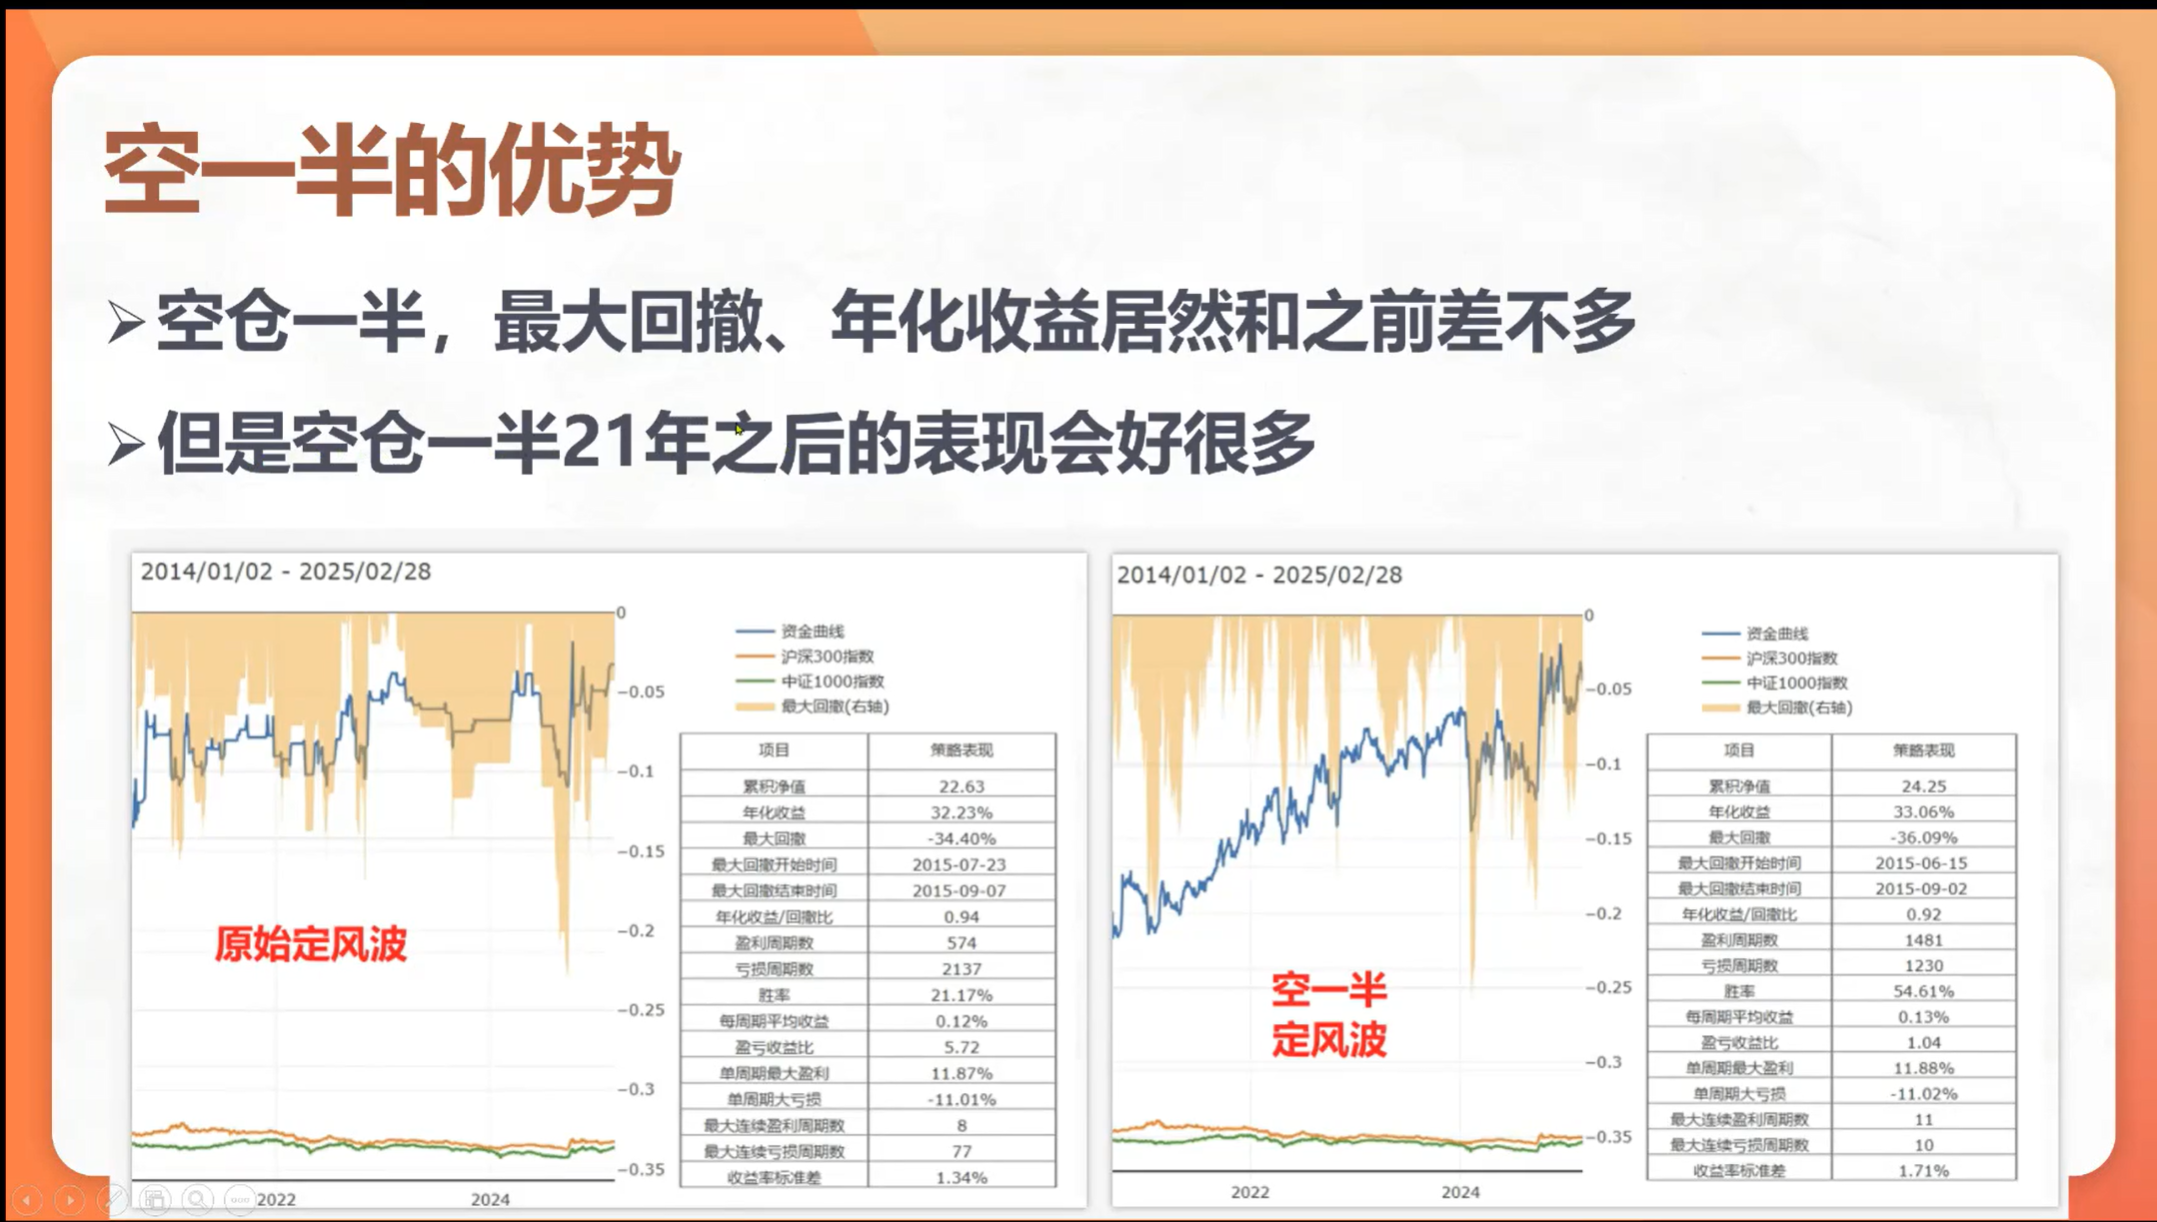 空一半的优势
➢空仓一半，最大回撤、年化收益居然和之前差不多
➢但是空仓一半21年之后的表现会好很多
2014/01/02 - 2025/02/28
资金曲线
沪深300指数
中证1000指数
最大回撤(右轴)
0
−0.05
−0.1
−0.15
−0.2
−0.25
−0.3
−0.35
2022 2024
原始定风波
项目 策略表现
累积净值 22.63
年化收益 32.23%
最大回撤 -34.40%
最大回撤开始时间 2015-07-23
最大回撤结束时间 2015-09-07
年化收益/回撤比 0.94
盈利周期数 574
亏损周期数 2137
胜率 21.17%
每周期平均收益 0.12%
盈亏收益比 5.72
单周期最大盈利 11.87%
单周期大亏损 -11.01%
最大连续盈利周期数 8
最大连续亏损周期数 77
收益率标准差 1.34%
2014/01/02 - 2025/02/28
资金曲线
沪深300指数
中证1000指数
最大回撤(右轴)
0
−0.05
−0.1
−0.15
−0.2
−0.25
−0.3
−0.35
2022 2024
空一半
定风波
项目 策略表现
累积净值 24.25
年化收益 33.06%
最大回撤 -36.09%
最大回撤开始时间 2015-06-15
最大回撤结束时间 2015-09-02
年化收益/回撤比 0.92
盈利周期数 1481
亏损周期数 1230
胜率 54.61%
每周期平均收益 0.13%
盈亏收益比 1.04
单周期最大盈利 11.88%
单周期大亏损 -11.02%
最大连续盈利周期数 11
最大连续亏损周期数 10
收益率标准差 1.71%